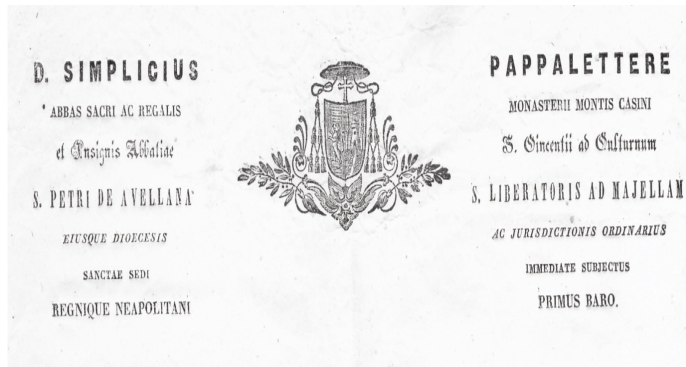 D. SIMPLICIUS PAPPALETTERE
ABBAS SACRI AC REGALIS MONASTERII MONTIS CASINI
et Insignis Abbatiae S. Vincentii ad Vulturnum
S. PETRI DE AVELLANA S. LIBERATORIS AD MAJELLAM
EIUSQUE DIOECESIS AC JURISDICTIONIS ORDINARIUS
SANCTAE SEDI IMMEDIATE SUBJECTUS
REGNIQUE NEAPOLITANI PRIMUS BARO.